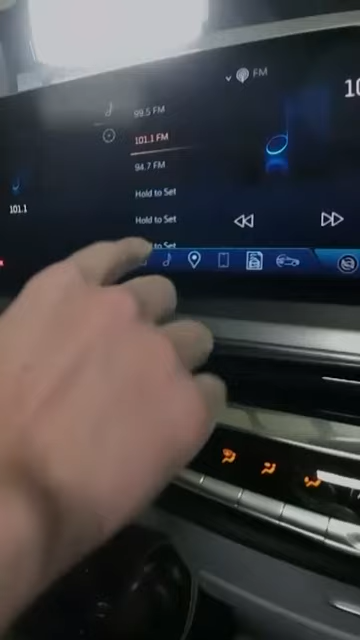 FM
99.5 FM
10
101.1 FM
94.7 FM
Hold to Set
101.1
Hold to Set
to Set